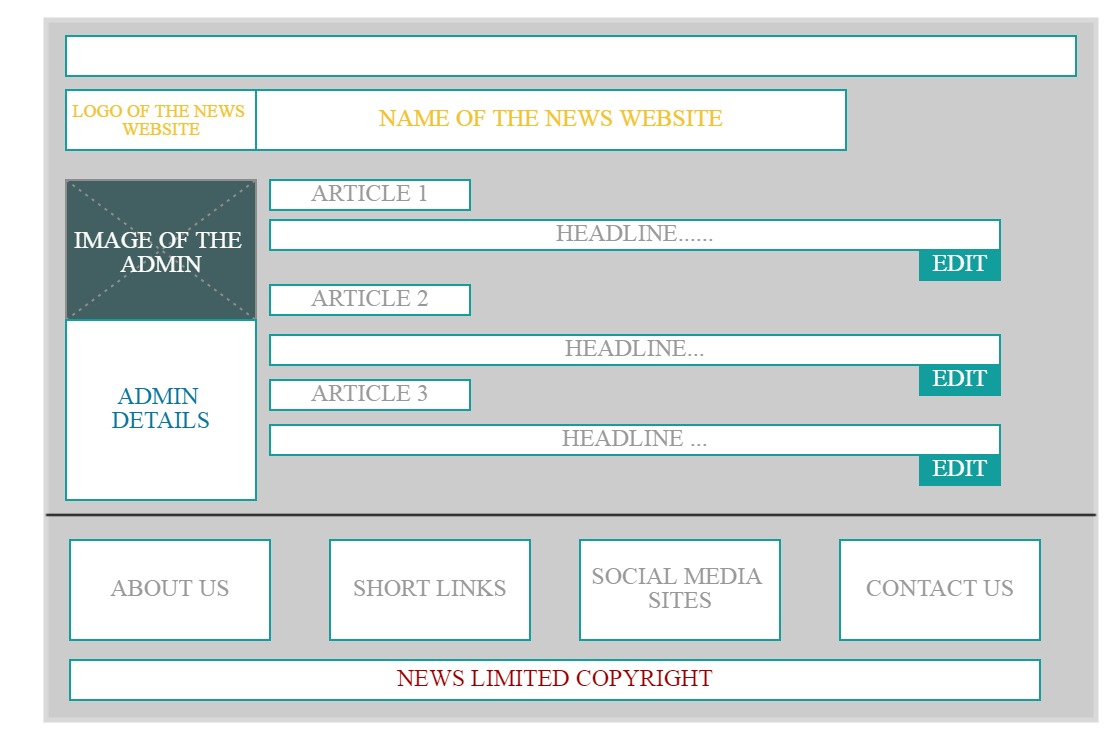 LOGO OF THE NEWS
WEBSITE
NAME OF THE NEWS WEBSITE
IMAGE OF THE
ADMIN
ADMIN
DETAILS
ARTICLE 1
HEADLINE......
EDIT
ARTICLE 2
HEADLINE...
EDIT
ARTICLE 3
HEADLINE ...
EDIT
ABOUT US
SHORT LINKS
SOCIAL MEDIA
SITES
CONTACT US
NEWS LIMITED COPYRIGHT